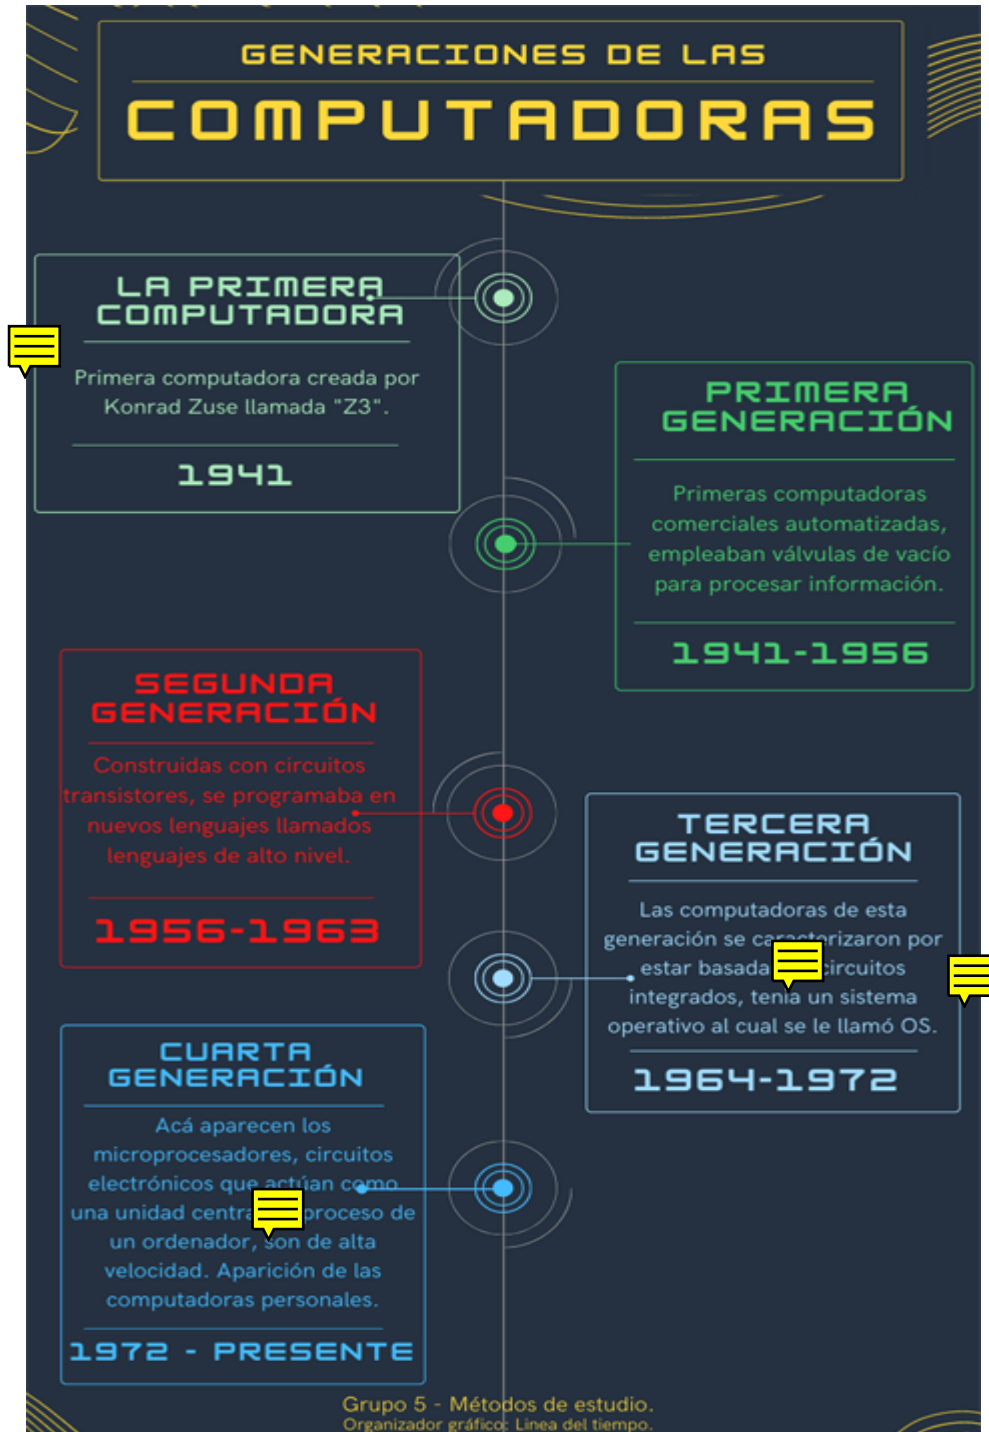 GENERACIONES DE LAS
COMPUTADORAS
LA PRIMERA
COMPUTADORA
Primera computadora creada por
Konrad Zuse llamada "Z3".
1941
PRIMERA
GENERACIÓN
Primeras computadoras
comerciales automatizadas,
empleaban válvulas de vacío
para procesar información.
1941-1956
SEGUNDA
GENERACIÓN
Construidas con circuitos
transistores, se programaba en
nuevos lenguajes llamados
lenguajes de alto nivel.
1956-1963
TERCERA
GENERACIÓN
Las computadoras de esta
generación se caracterizaron por
estar circuitos
integrados, tenía un sistema
operativo al cual se le llamó OS.
1964-1972
CUARTA
GENERACIÓN
Acá aparecen los
microprocesadores, circuitos
electrónicos que actúan como
una unidad proceso de
un ordenador, son de alta
velocidad. Aparición de las
computadoras personales.
1972 - PRESENTE
Grupo 5 - Métodos de estudio.
Organizador gráfico: Linea del tiempo.